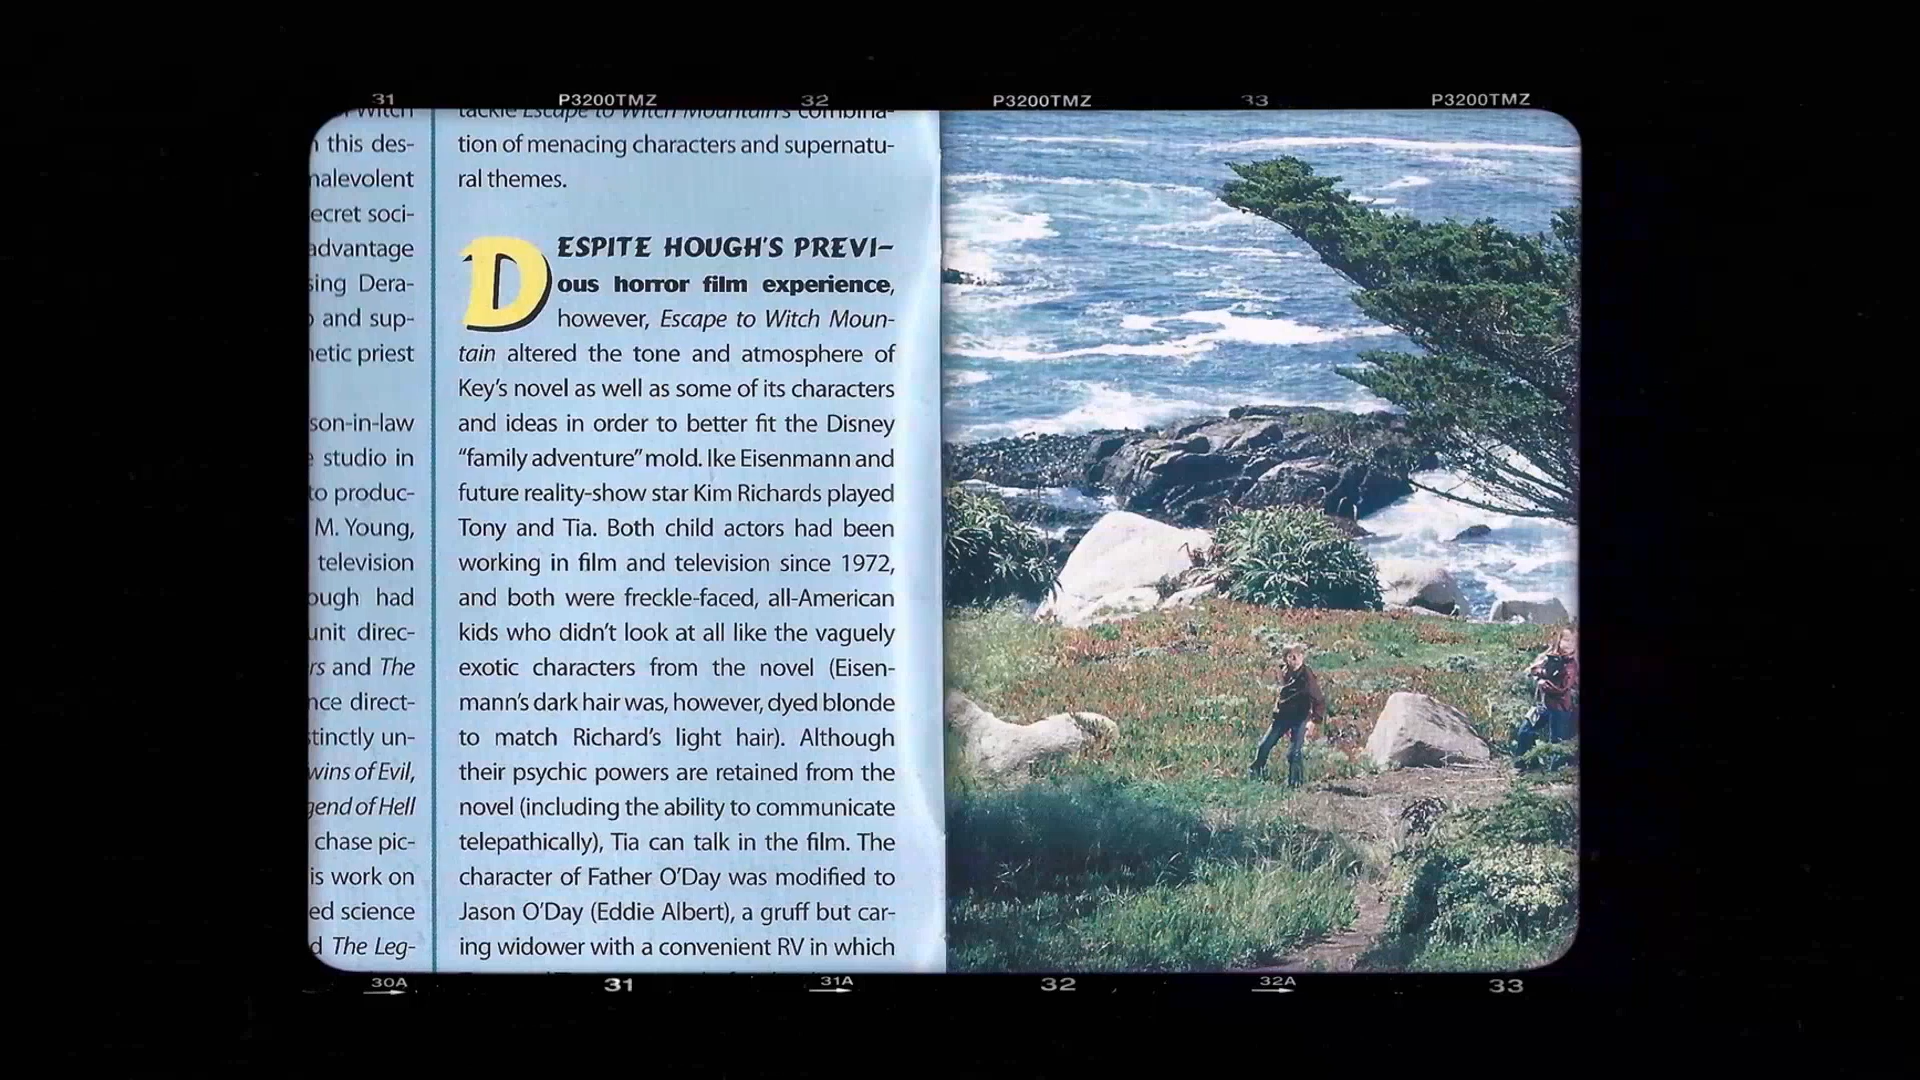 31 P3200TMZ 32 P3200TMZ 33 P3200TMZ
this des-
malevolent
ecret soci-
advantage
sing Dera-
and sup-
hetic priest
son-in-law
studio in
to produc-
M. Young,
television
ough had
unit direc-
rs and The
nce direct-
stinctly un-
wins of Evil,
gend of Hell
chase pic-
is work on
ed science
d The Leg-
tackle Escape to Witch Mountain's combina-
tion of menacing characters and supernatu-
ral themes.
DESPITE HOUGH'S PREVI-
ous horror film experience,
however, Escape to Witch Moun-
tain altered the tone and atmosphere of
Key's novel as well as some of its characters
and ideas in order to better fit the Disney
"family adventure" mold. Ike Eisenmann and
future reality-show star Kim Richards played
Tony and Tia. Both child actors had been
working in film and television since 1972,
and both were freckle-faced, all-American
kids who didn't look at all like the vaguely
exotic characters from the novel (Eisen-
mann's dark hair was, however, dyed blonde
to match Richard's light hair). Although
their psychic powers are retained from the
novel (including the ability to communicate
telepathically), Tia can talk in the film. The
character of Father O'Day was modified to
Jason O'Day (Eddie Albert), a gruff but car-
ing widower with a convenient RV in which
30A 31 31A 32 32A 33